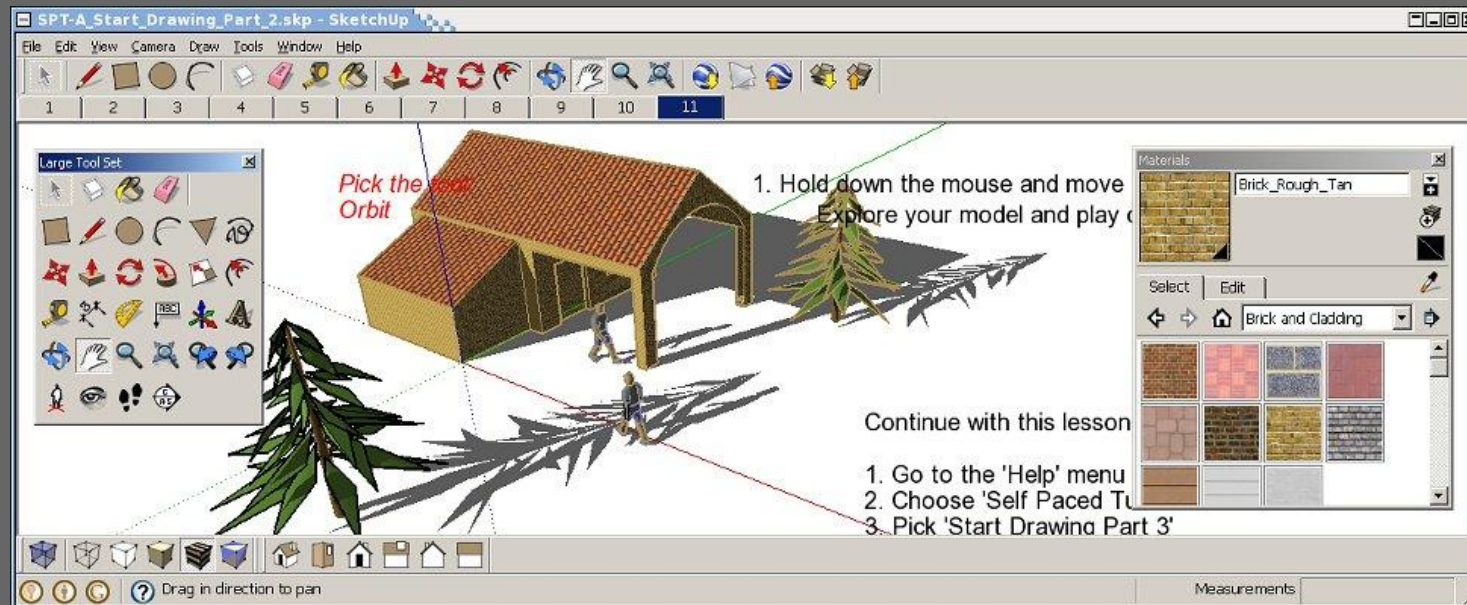 SPT-A_Start_Drawing_Part_2.skp - SketchUp
File Edit View Camera Draw Tools Window Help
1 2 3 4 5 6 7 8 9 10 11
Large Tool Set
ABC
Pick the tool
Orbit
1. Hold down the mouse and move
Explore your model and play
Materials
Brick_Rough_Tan
Select Edit
Brick and Cladding
Continue with this lesson
1. Go to the 'Help' menu
2. Choose 'Self Paced Tu
3. Pick 'Start Drawing Part 3'
Drag in direction to pan
Measurements